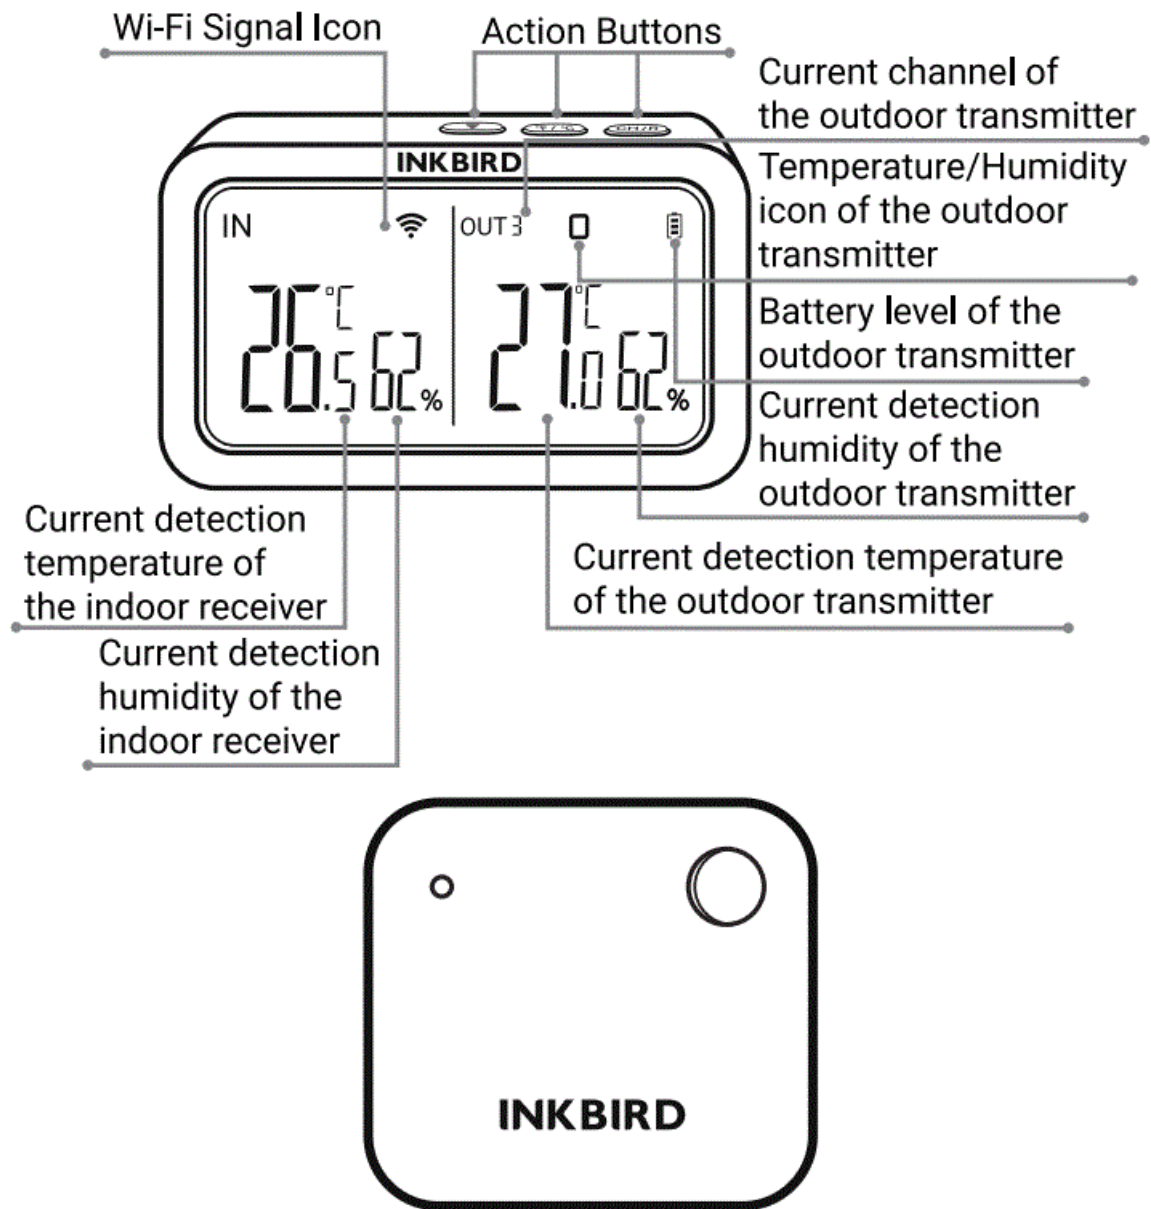 Wi-Fi Signal Icon
Action Buttons
Current channel of
the outdoor transmitter
Temperature/Humidity
icon of the outdoor
transmitter
Battery level of the
outdoor transmitter
Current detection
humidity of the
outdoor transmitter
°F/°C
CH/R
INKBIRD
IN
OUT 3
26.5 °C 62%
27.0 °C 62%
Current detection
temperature of
the indoor receiver
Current detection temperature
of the outdoor transmitter
Current detection
humidity of the
indoor receiver
INKBIRD